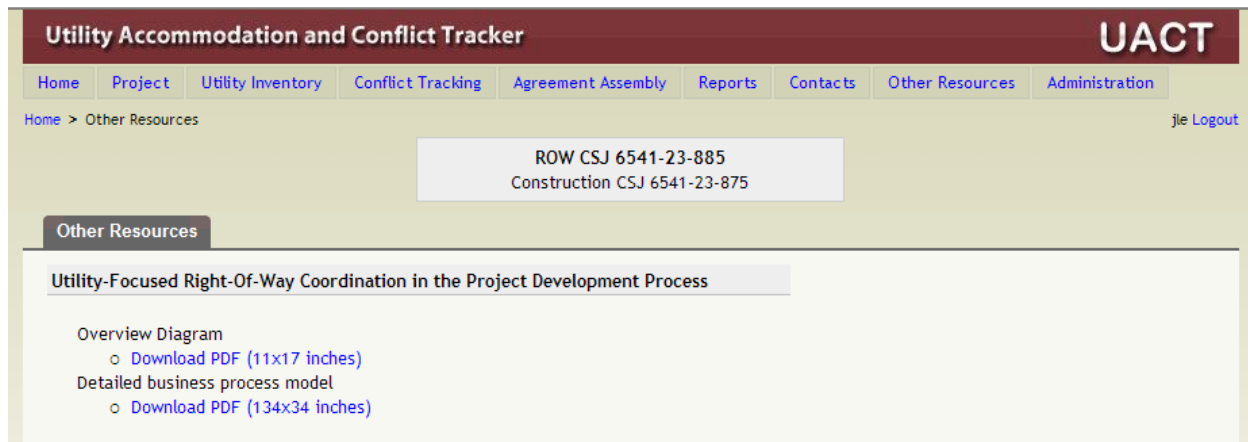 Utility Accommodation and Conflict Tracker UACT
Home Project Utility Inventory Conflict Tracking Agreement Assembly Reports Contacts Other Resources Administration
Home > Other Resources jle Logout
ROW CSJ 6541-23-885
Construction CSJ 6541-23-875
Other Resources
Utility-Focused Right-Of-Way Coordination in the Project Development Process
Overview Diagram
o Download PDF (11x17 inches)
Detailed business process model
o Download PDF (134x34 inches)